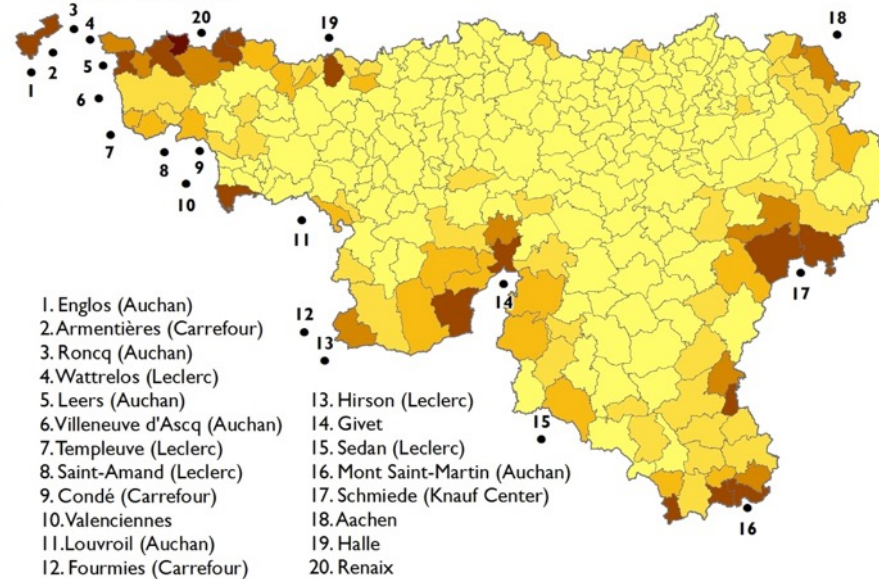 3
4
20
19
18
5
1
2
6
7
8
9
10
11
14
17
12
13
15
16
1. Englos (Auchan)
2. Armentières (Carrefour)
3. Roncq (Auchan)
4. Wattrelos (Leclerc)
5. Leers (Auchan)
6. Villeneuve d'Ascq (Auchan)
7. Templeuve (Leclerc)
8. Saint-Amand (Leclerc)
9. Condé (Carrefour)
10. Valenciennes
11. Louvroil (Auchan)
12. Fourmies (Carrefour)
13. Hirson (Leclerc)
14. Givet
15. Sedan (Leclerc)
16. Mont Saint-Martin (Auchan)
17. Schmiede (Knauf Center)
18. Aachen
19. Halle
20. Renaix